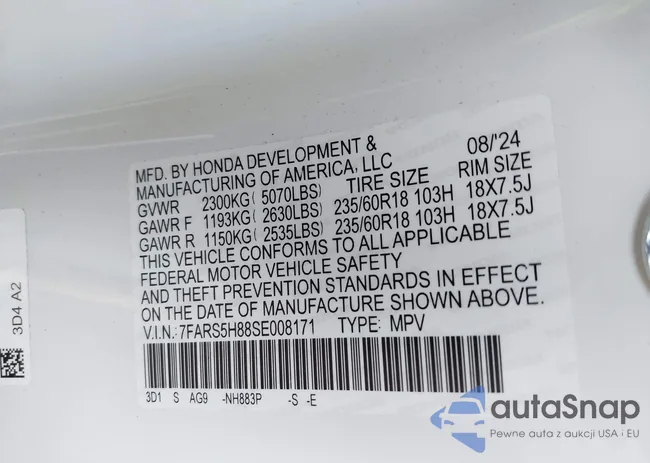 MFD. BY HONDA DEVELOPMENT & 08/'24
MANUFACTURING OF AMERICA, LLC
TIRE SIZE RIM SIZE
GVWR 2300KG( 5070LBS)
GAWR F 1193KG( 2630LBS) 235/60R18 103H 18X7.5J
GAWR R 1150KG( 2535LBS) 235/60R18 103H 18X7.5J
THIS VEHICLE CONFORMS TO ALL APPLICABLE
FEDERAL MOTOR VEHICLE SAFETY
AND THEFT PREVENTION STANDARDS IN EFFECT
ON THE DATE OF MANUFACTURE SHOWN ABOVE.
V.I.N.:7FARS5H88SE008171 TYPE: MPV
3D1 S AG9 -NH883P -S -E
3D4 A2
autaSnap
Pewne auta z aukcji USA i EU